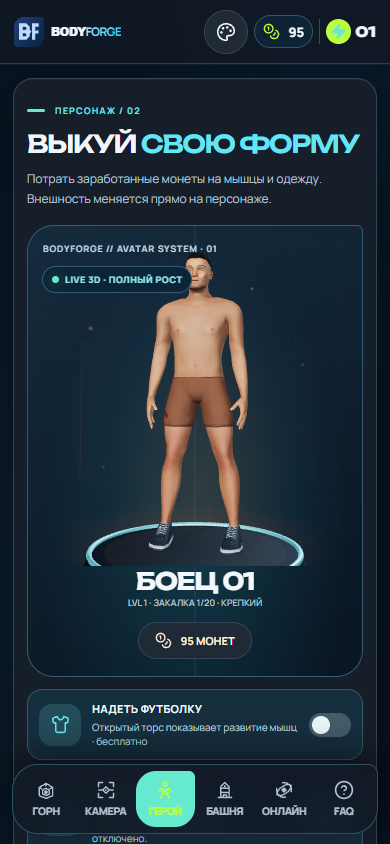 BF BODYFORGE
95
01
ПЕРСОНАЖ / 02
ВЫКУЙ СВОЮ ФОРМУ
Потрать заработанные монеты на мышцы и одежду.
Внешность меняется прямо на персонаже.
BODYFORGE // AVATAR SYSTEM · 01
LIVE 3D · ПОЛНЫЙ РОСТ
БОЕЦ 01
LVL 1 · ЗАКАЛКА 1/20 · КРЕПКИЙ
95 МОНЕТ
НАДЕТЬ ФУТБОЛКУ
Открытый торс показывает развитие мышц
· бесплатно
ГОРН
КАМЕРА
ГЕРОЙ
БАШНЯ
ОНЛАЙН
FAQ
отключено.